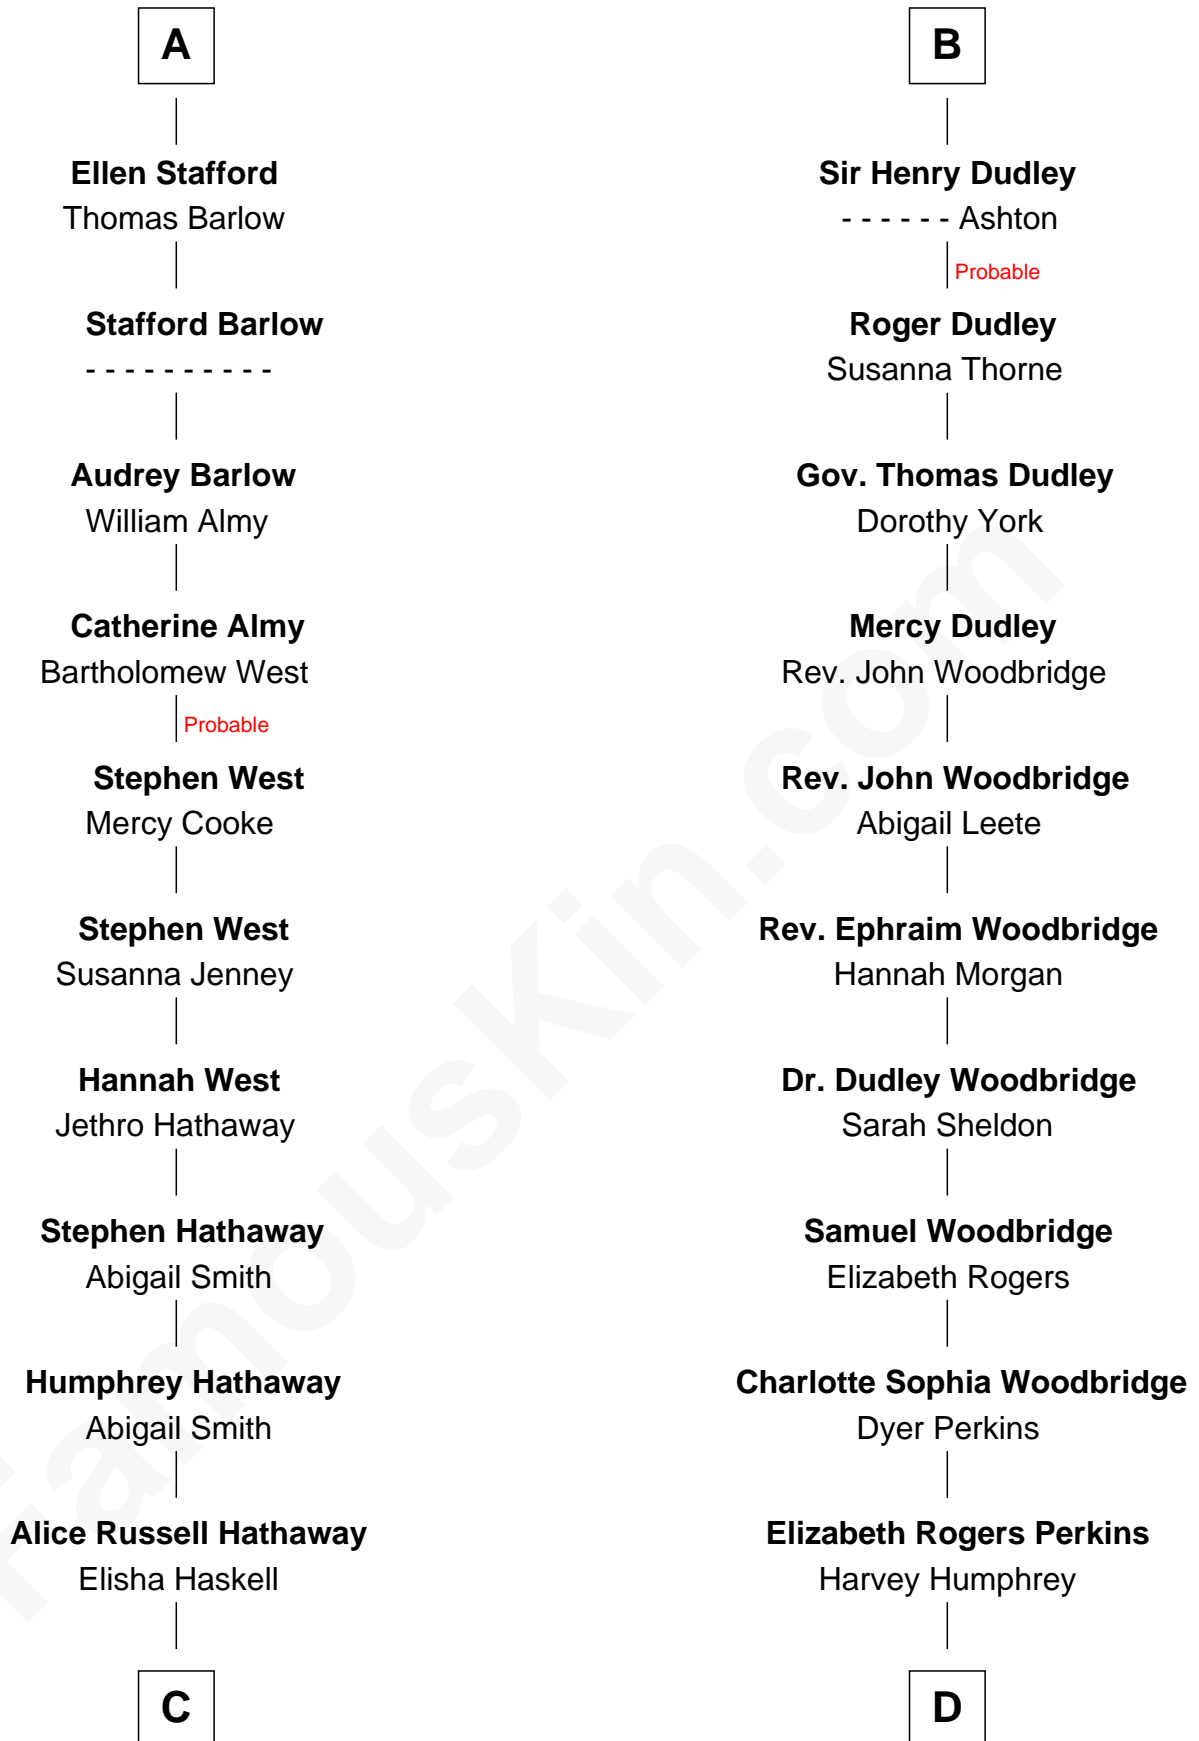 A
Ellen Stafford
Thomas Barlow
Stafford Barlow
- - - - - - - - - -
Audrey Barlow
William Almy
Catherine Almy
Bartholomew West
Probable
Stephen West
Mercy Cooke
Stephen West
Susanna Jenney
Hannah West
Jethro Hathaway
Stephen Hathaway
Abigail Smith
Humphrey Hathaway
Abigail Smith
Alice Russell Hathaway
Elisha Haskell
C
B
Sir Henry Dudley
- - - - - - Ashton
Probable
Roger Dudley
Susanna Thorne
Gov. Thomas Dudley
Dorothy York
Mercy Dudley
Rev. John Woodbridge
Rev. John Woodbridge
Abigail Leete
Rev. Ephraim Woodbridge
Hannah Morgan
Dr. Dudley Woodbridge
Sarah Sheldon
Samuel Woodbridge
Elizabeth Rogers
Charlotte Sophia Woodbridge
Dyer Perkins
Elizabeth Rogers Perkins
Harvey Humphrey
D
FamousKin.com